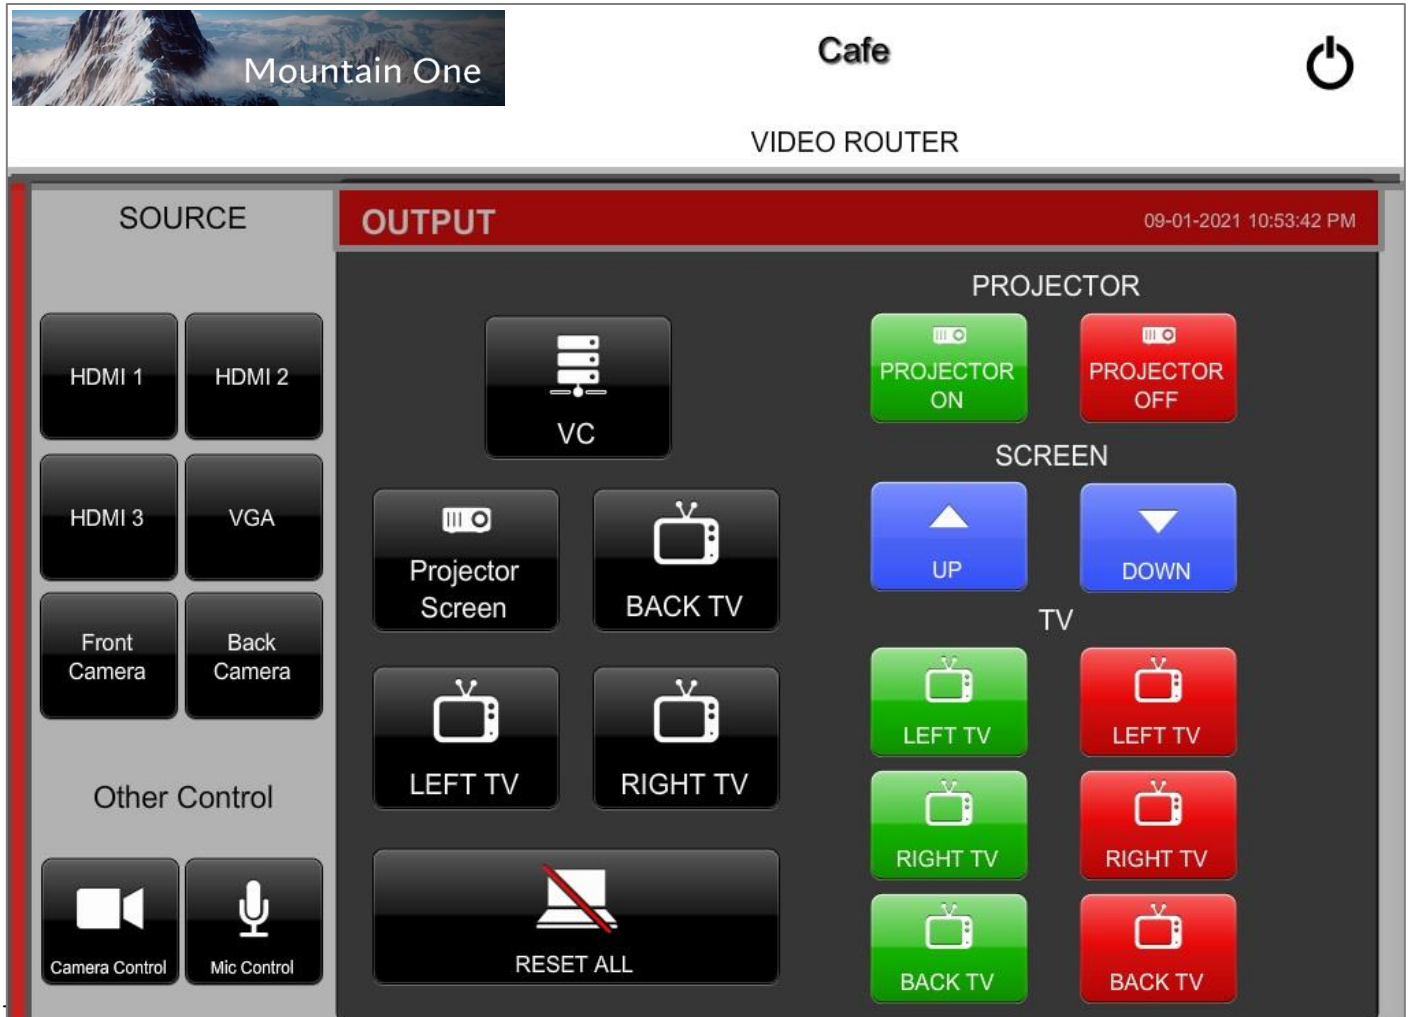 Mountain One
Cafe
VIDEO ROUTER
SOURCE
HDMI 1
HDMI 2
HDMI 3
VGA
Front
Camera
Back
Camera
Other Control
Camera Control
Mic Control
OUTPUT
09-01-2021 10:53:42 PM
VC
Projector
Screen
BACK TV
LEFT TV
RIGHT TV
RESET ALL
PROJECTOR
PROJECTOR
ON
PROJECTOR
OFF
SCREEN
UP
DOWN
TV
LEFT TV
LEFT TV
RIGHT TV
RIGHT TV
BACK TV
BACK TV